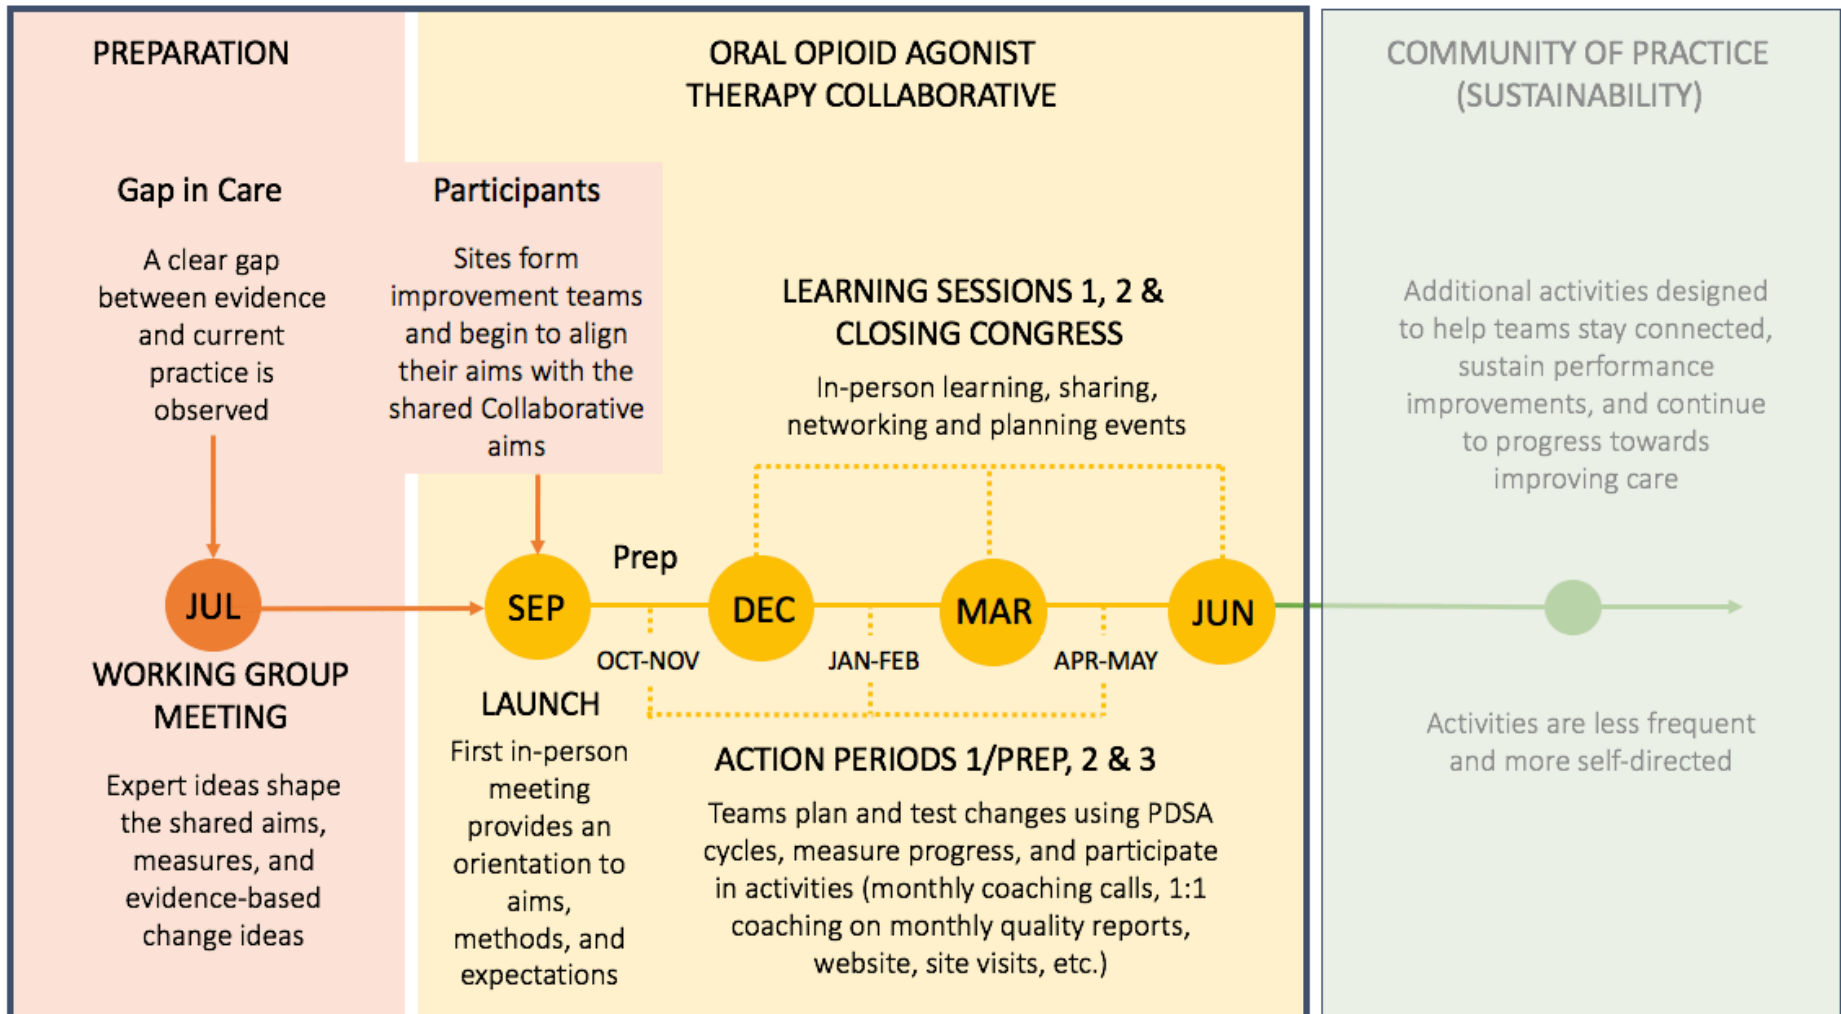 PREPARATION
Gap in Care
A clear gap
between evidence
and current
practice is
observed
JUL
WORKING GROUP
MEETING
Expert ideas shape
the shared aims,
measures, and
evidence-based
change ideas
ORAL OPIOID AGONIST
THERAPY COLLABORATIVE
Participants
Sites form
improvement teams
and begin to align
their aims with the
shared Collaborative
aims
SEP
LAUNCH
First in-person
meeting
provides an
orientation to
aims,
methods, and
expectations
Prep
OCT-NOV
LEARNING SESSIONS 1, 2 &
CLOSING CONGRESS
In-person learning, sharing,
networking and planning events
DEC
JAN-FEB
MAR
APR-MAY
JUN
ACTION PERIODS 1/PREP, 2 & 3
Teams plan and test changes using PDSA
cycles, measure progress, and participate
in activities (monthly coaching calls, 1:1
coaching on monthly quality reports,
website, site visits, etc.)
COMMUNITY OF PRACTICE
(SUSTAINABILITY)
Additional activities designed
to help teams stay connected,
sustain performance
improvements, and continue
to progress towards
improving care
Activities are less frequent
and more self-directed